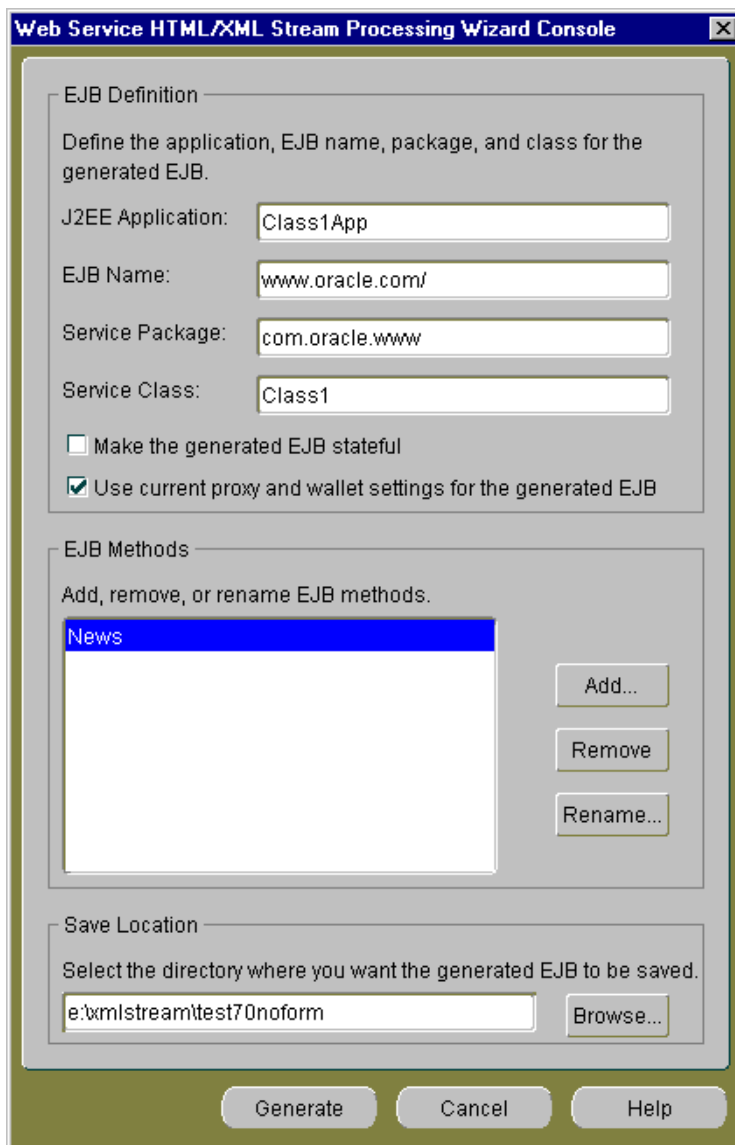 Web Service HTML/XML Stream Processing Wizard Console
EJB Definition
Define the application, EJB name, package, and class for the
generated EJB.
J2EE Application:
Class1App
EJB Name:
www.oracle.com/
Service Package:
com.oracle.www
Service Class:
Class1
Make the generated EJB stateful
Use current proxy and wallet settings for the generated EJB
EJB Methods
Add, remove, or rename EJB methods.
News
Add...
Remove
Rename...
Save Location
Select the directory where you want the generated EJB to be saved.
e:\xmlstream\test70noform
Browse...
Generate
Cancel
Help